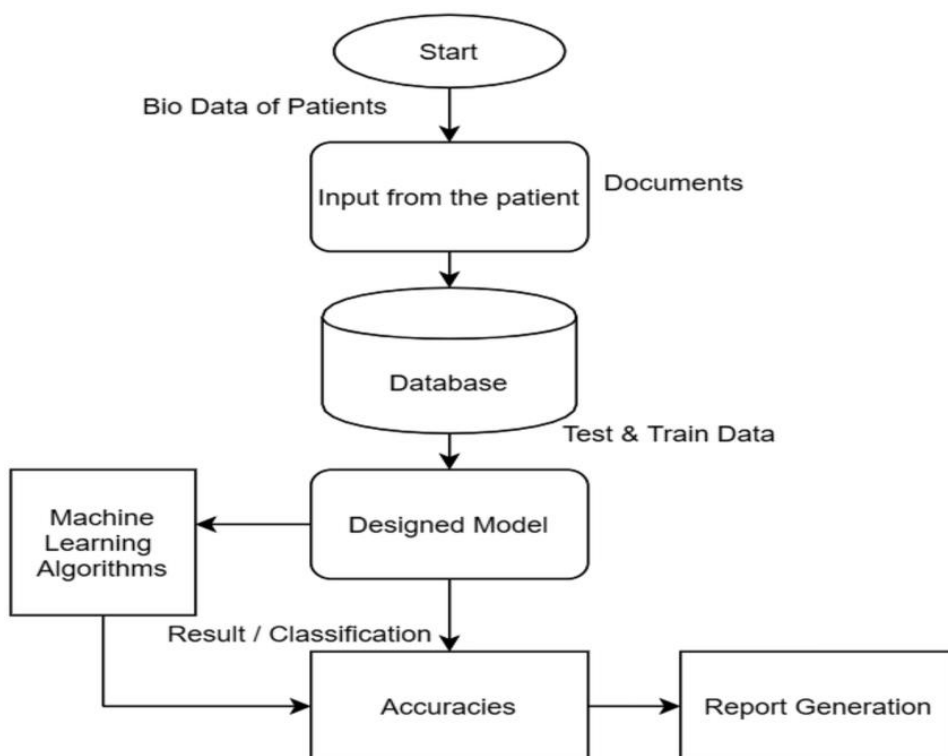 Start
Bio Data of Patients
Input from the patient
Documents
Database
Test & Train Data
Machine
Learning
Algorithms
Designed Model
Result / Classification
Accuracies
Report Generation